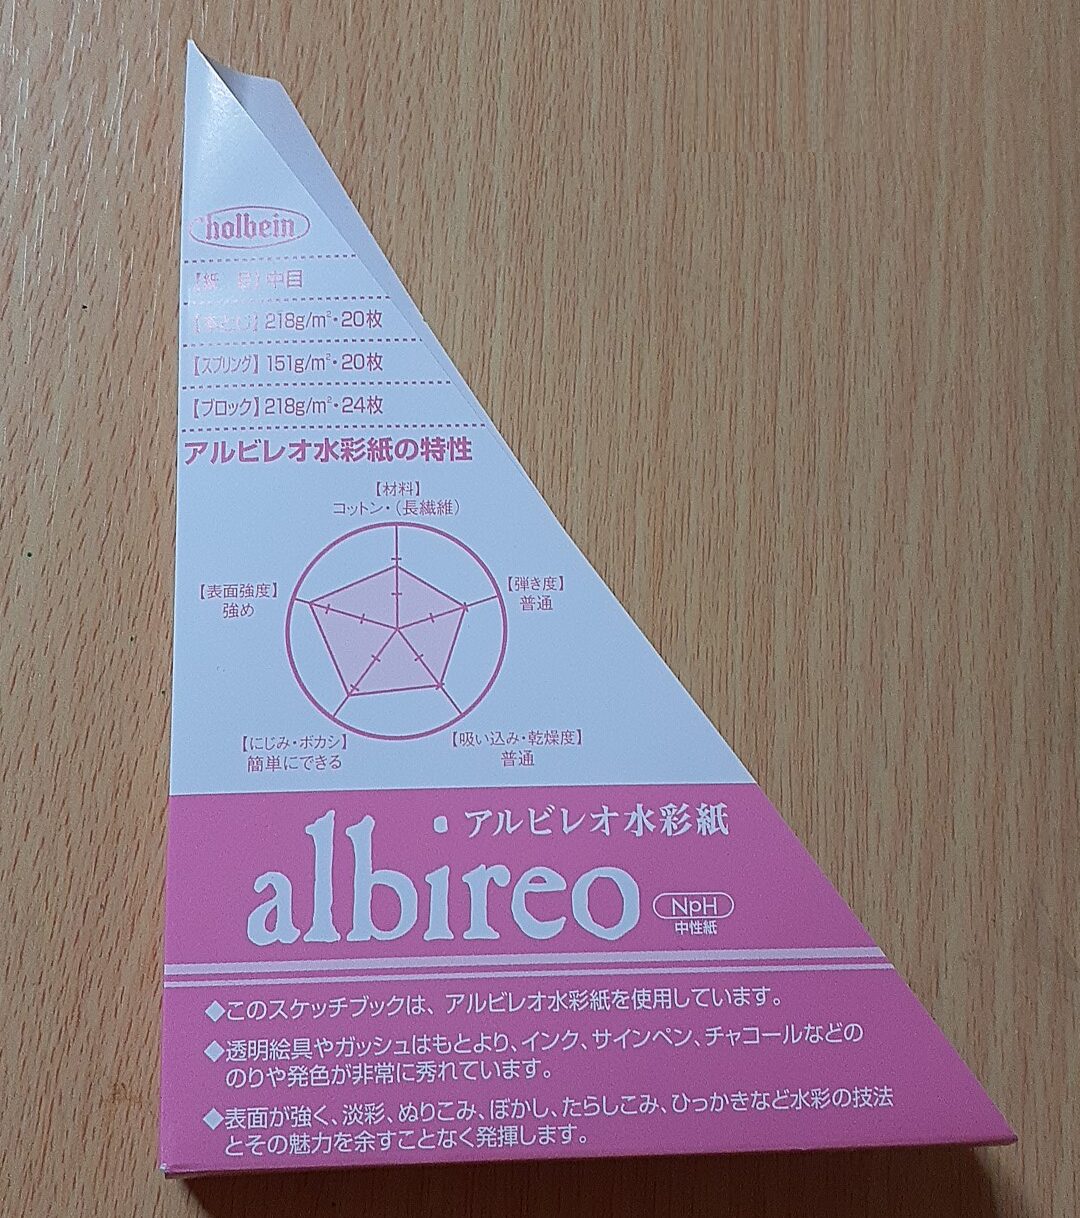 holbein
【紙　目】中目
【本とじ】218g/m²・20枚
【スプリング】151g/m²・20枚
【ブロック】218g/m²・24枚
アルビレオ水彩紙の特性
【材料】
コットン・（長繊維）
【表面強度】
強め
【弾き度】
普通
【にじみ・ボカシ】
簡単にできる
【吸い込み・乾燥度】
普通
・アルビレオ水彩紙
albireo
NpH
中性紙
◆このスケッチブックは、アルビレオ水彩紙を使用しています。
◆透明絵具やガッシュはもとより、インク、サインペン、チャコールなどの
のりや発色が非常に秀れています。
◆表面が強く、淡彩、ぬりこみ、ぼかし、たらしこみ、ひっかきなど水彩の技法
とその魅力を余すことなく発揮します。